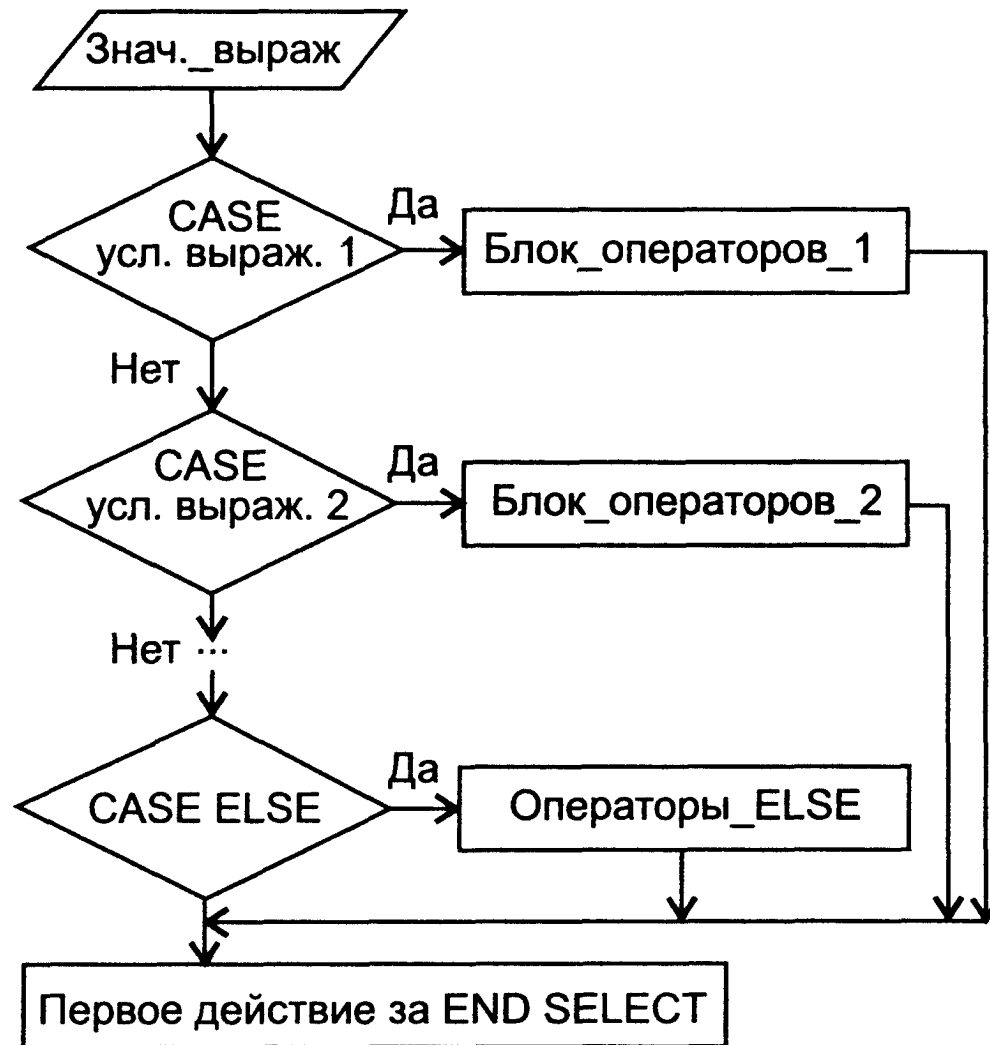 Знач._выраж
CASE
усл. выраж. 1
Да
Блок_операторов_1
Нет
CASE
усл. выраж. 2
Да
Блок_операторов_2
Нет ...
CASE ELSE
Да
Операторы_ELSE
Первое действие за END SELECT